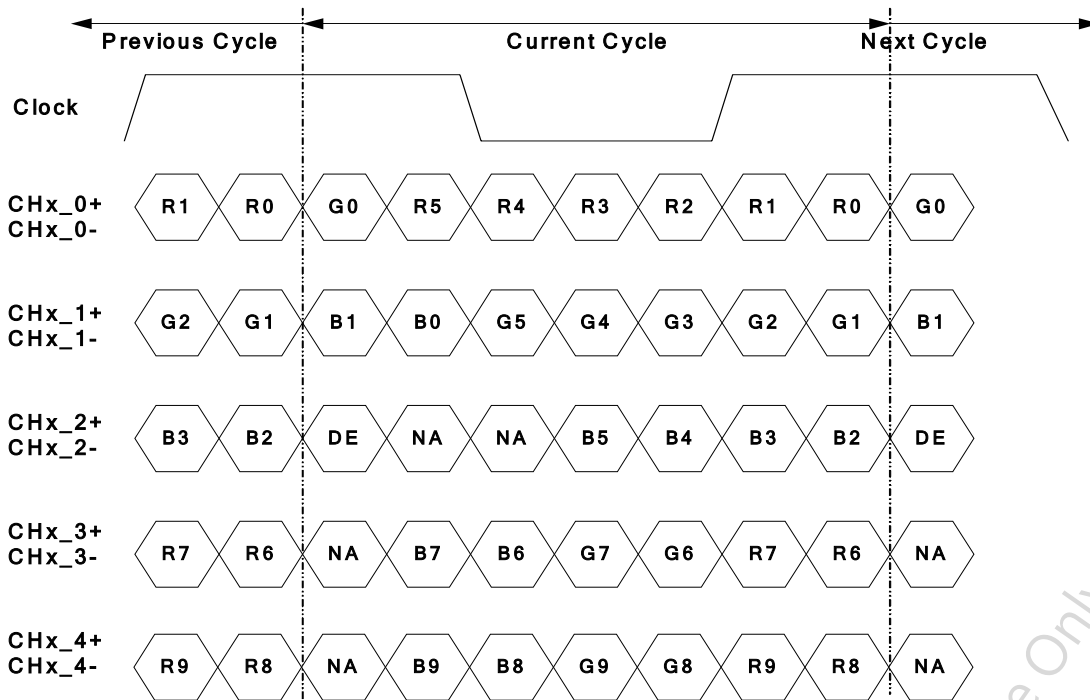 Previous Cycle Current Cycle Next Cycle
Clock
CHx_0+
CHx_0-
R1 R0 G0 R5 R4 R3 R2 R1 R0 G0
CHx_1+
CHx_1-
G2 G1 B1 B0 G5 G4 G3 G2 G1 B1
CHx_2+
CHx_2-
B3 B2 DE NA NA B5 B4 B3 B2 DE
CHx_3+
CHx_3-
R7 R6 NA B7 B6 G7 G6 R7 R6 NA
CHx_4+
CHx_4-
R9 R8 NA B9 B8 G9 G8 R9 R8 NA
Only